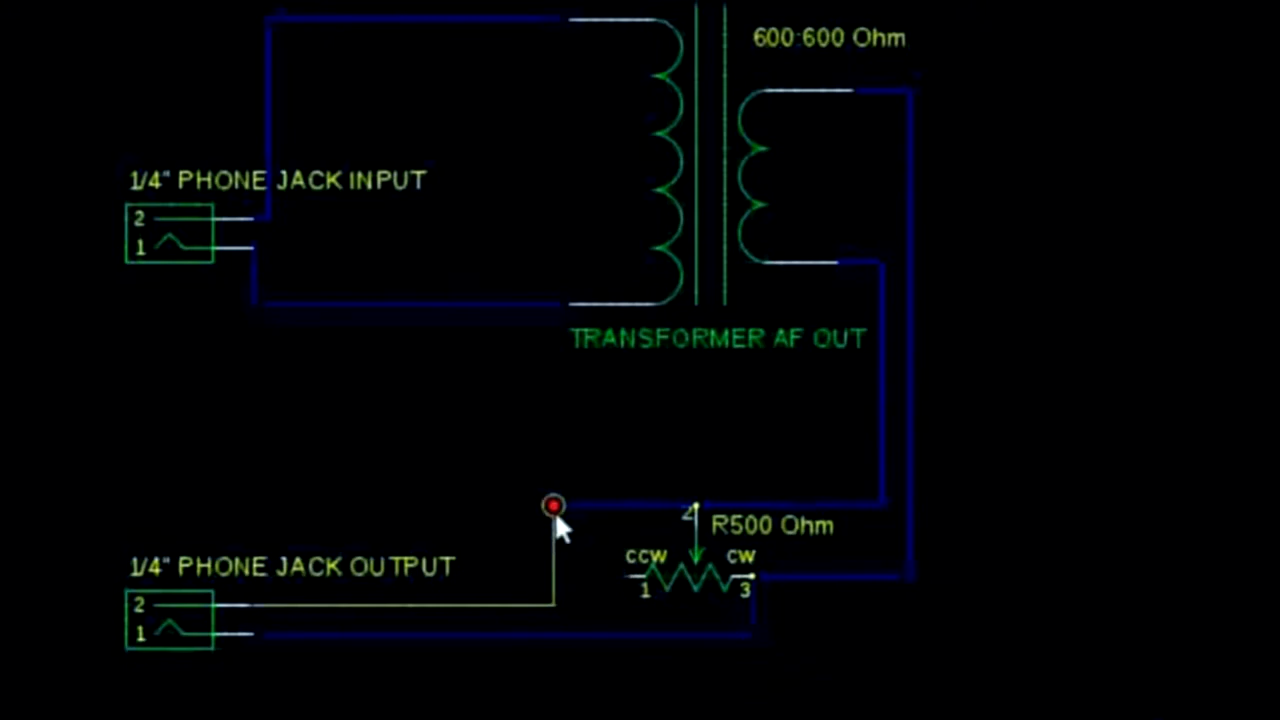 600:600 Ohm
1/4" PHONE JACK INPUT
2
1
TRANSFORMER AF OUT
2
R500 Ohm
CCW CW
1 3
1/4" PHONE JACK OUTPUT
2
1